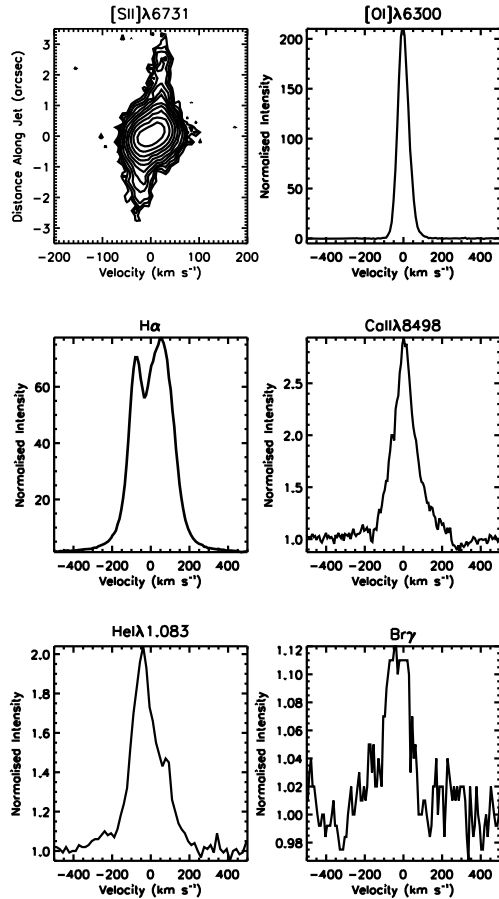 [SII]λ6731
3
2
1
0
-1
-2
-3
Distance Along Jet (arcsec)
-200 -100 0 100 200
Velocity (km s⁻¹)
[OI]λ6300
200
150
100
50
0
Normalised Intensity
-400 -200 0 200 400
Velocity (km s⁻¹)
Hα
60
40
20
Normalised Intensity
-400 -200 0 200 400
Velocity (km s⁻¹)
CaIIλ8498
2.5
2.0
1.5
1.0
Normalised Intensity
-400 -200 0 200 400
Velocity (km s⁻¹)
HeIλ1.083
2.0
1.8
1.6
1.4
1.2
1.0
Normalised Intensity
-400 -200 0 200 400
Velocity (km s⁻¹)
Brγ
1.12
1.10
1.08
1.06
1.04
1.02
1.00
0.98
Normalised Intensity
-400 -200 0 200 400
Velocity (km s⁻¹)